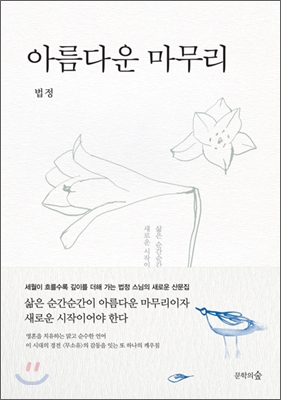 아름다운 마무리
법정
삶은 순간순간
새로운 시작이
세월이 흐를수록 깊이를 더해 가는 법정 스님의 새로운 산문집
삶은 순간순간이 아름다운 마무리이자
새로운 시작이어야 한다
영혼을 치유하는 맑고 순수한 언어
이 시대의 정전 《무소유》의 감동을 잇는 또 하나의 깨우침
문학의숲